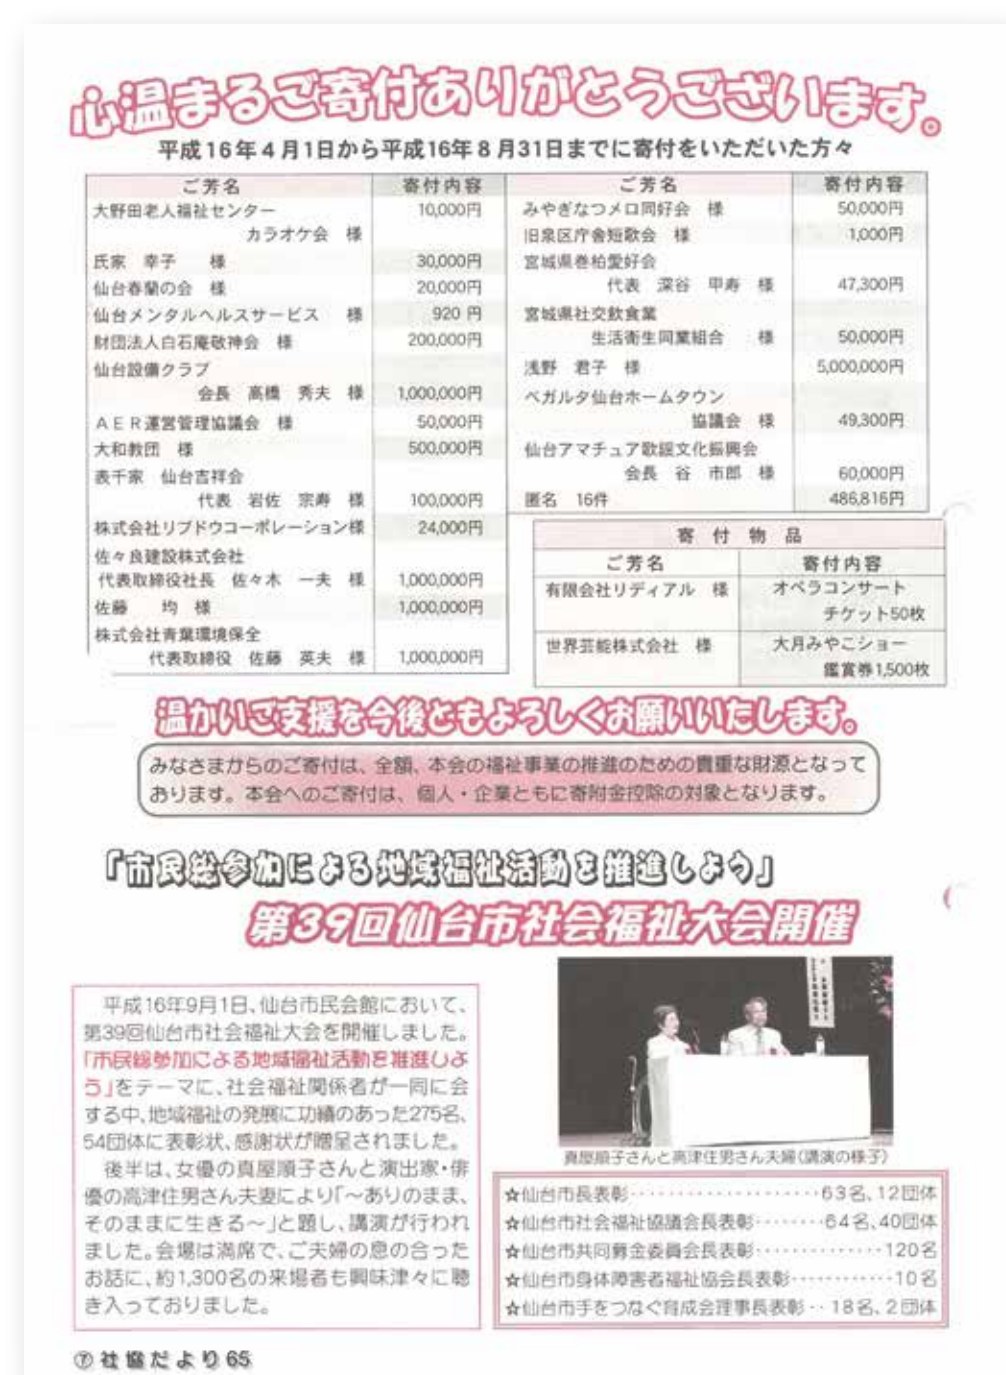 心温まるご寄付ありがとうございます。
平成16年4月1日から平成16年8月31日までに寄付をいただいた方々
ご芳名 寄付内容
大野田老人福祉センター 10,000円
カラオケ会 様
氏家 幸子 様 30,000円
仙台春蘭の会 様 20,000円
仙台メンタルヘルスサービス 様 920円
財団法人白石庵敬神会 様 200,000円
仙台設備クラブ
会長 高橋 秀夫 様 1,000,000円
AER運営管理協議会 様 50,000円
大和教団 様 500,000円
表千家 仙台吉祥会
代表 岩佐 宗寿 様 100,000円
株式会社リブドウコーポレーション様 24,000円
佐々良建設株式会社
代表取締役社長 佐々木 一夫 様 1,000,000円
佐藤 均 様 1,000,000円
株式会社青葉環境保全
代表取締役 佐藤 英夫 様 1,000,000円
ご芳名 寄付内容
みやぎなつメロ同好会 様 50,000円
旧泉区庁舎短歌会 様 1,000円
宮城県巻柏愛好会
代表 深谷 甲寿 様 47,300円
宮城県社交飲食業
生活衛生同業組合 様 50,000円
浅野 君子 様 5,000,000円
ベガルタ仙台ホームタウン
協議会 様 49,300円
仙台アマチュア歌謡文化振興会
会長 谷 市郎 様 60,000円
匿名 16件 486,816円
寄付物品
ご芳名 寄付内容
有限会社リディアル 様 オペラコンサート
チケット50枚
世界芸能株式会社 様 大月みやこショー
鑑賞券1,500枚
温かいご支援を今後ともよろしくお願いいたします。
みなさまからのご寄付は、全額、本会の福祉事業の推進のための貴重な財源となって
おります。本会へのご寄付は、個人・企業ともに寄附金控除の対象となります。
「市民総参加による地域福祉活動を推進しよう」
第39回仙台市社会福祉大会開催
平成16年9月1日、仙台市民会館において、
第39回仙台市社会福祉大会を開催しました。
「市民総参加による地域福祉活動を推進しよ
う」をテーマに、社会福祉関係者が一同に会
する中、地域福祉の発展に功績のあった275名、
54団体に表彰状、感謝状が贈呈されました。
後半は、女優の真屋順子さんと演出家・俳
優の高津住男さん夫妻により「～ありのまま、
そのままに生きる～」と題し、講演が行われ
ました。会場は満席で、ご夫婦の息の合った
お話に、約1,300名の来場者も興味津々に聴
き入っておりました。
真屋順子さんと高津住男さん夫婦(講演の様子)
☆仙台市長表彰・・・・・・・・・・・・・・・・・・・63名、12団体
☆仙台市社会福祉協議会長表彰・・・・・・・64名、40団体
☆仙台市共同募金委員会長表彰・・・・・・・・・・・・・120名
☆仙台市身体障害者福祉協会長表彰・・・・・・・・・・・10名
☆仙台市手をつなぐ育成会理事長表彰・・18名、2団体
⑦社協だより65